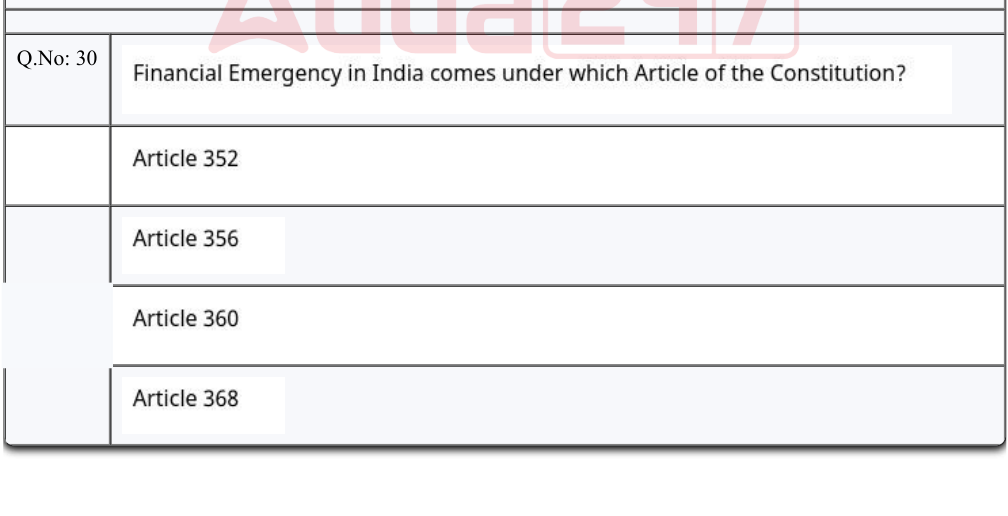 Adda247
Q.No: 30
Financial Emergency in India comes under which Article of the Constitution?
Article 352
Article 356
Article 360
Article 368